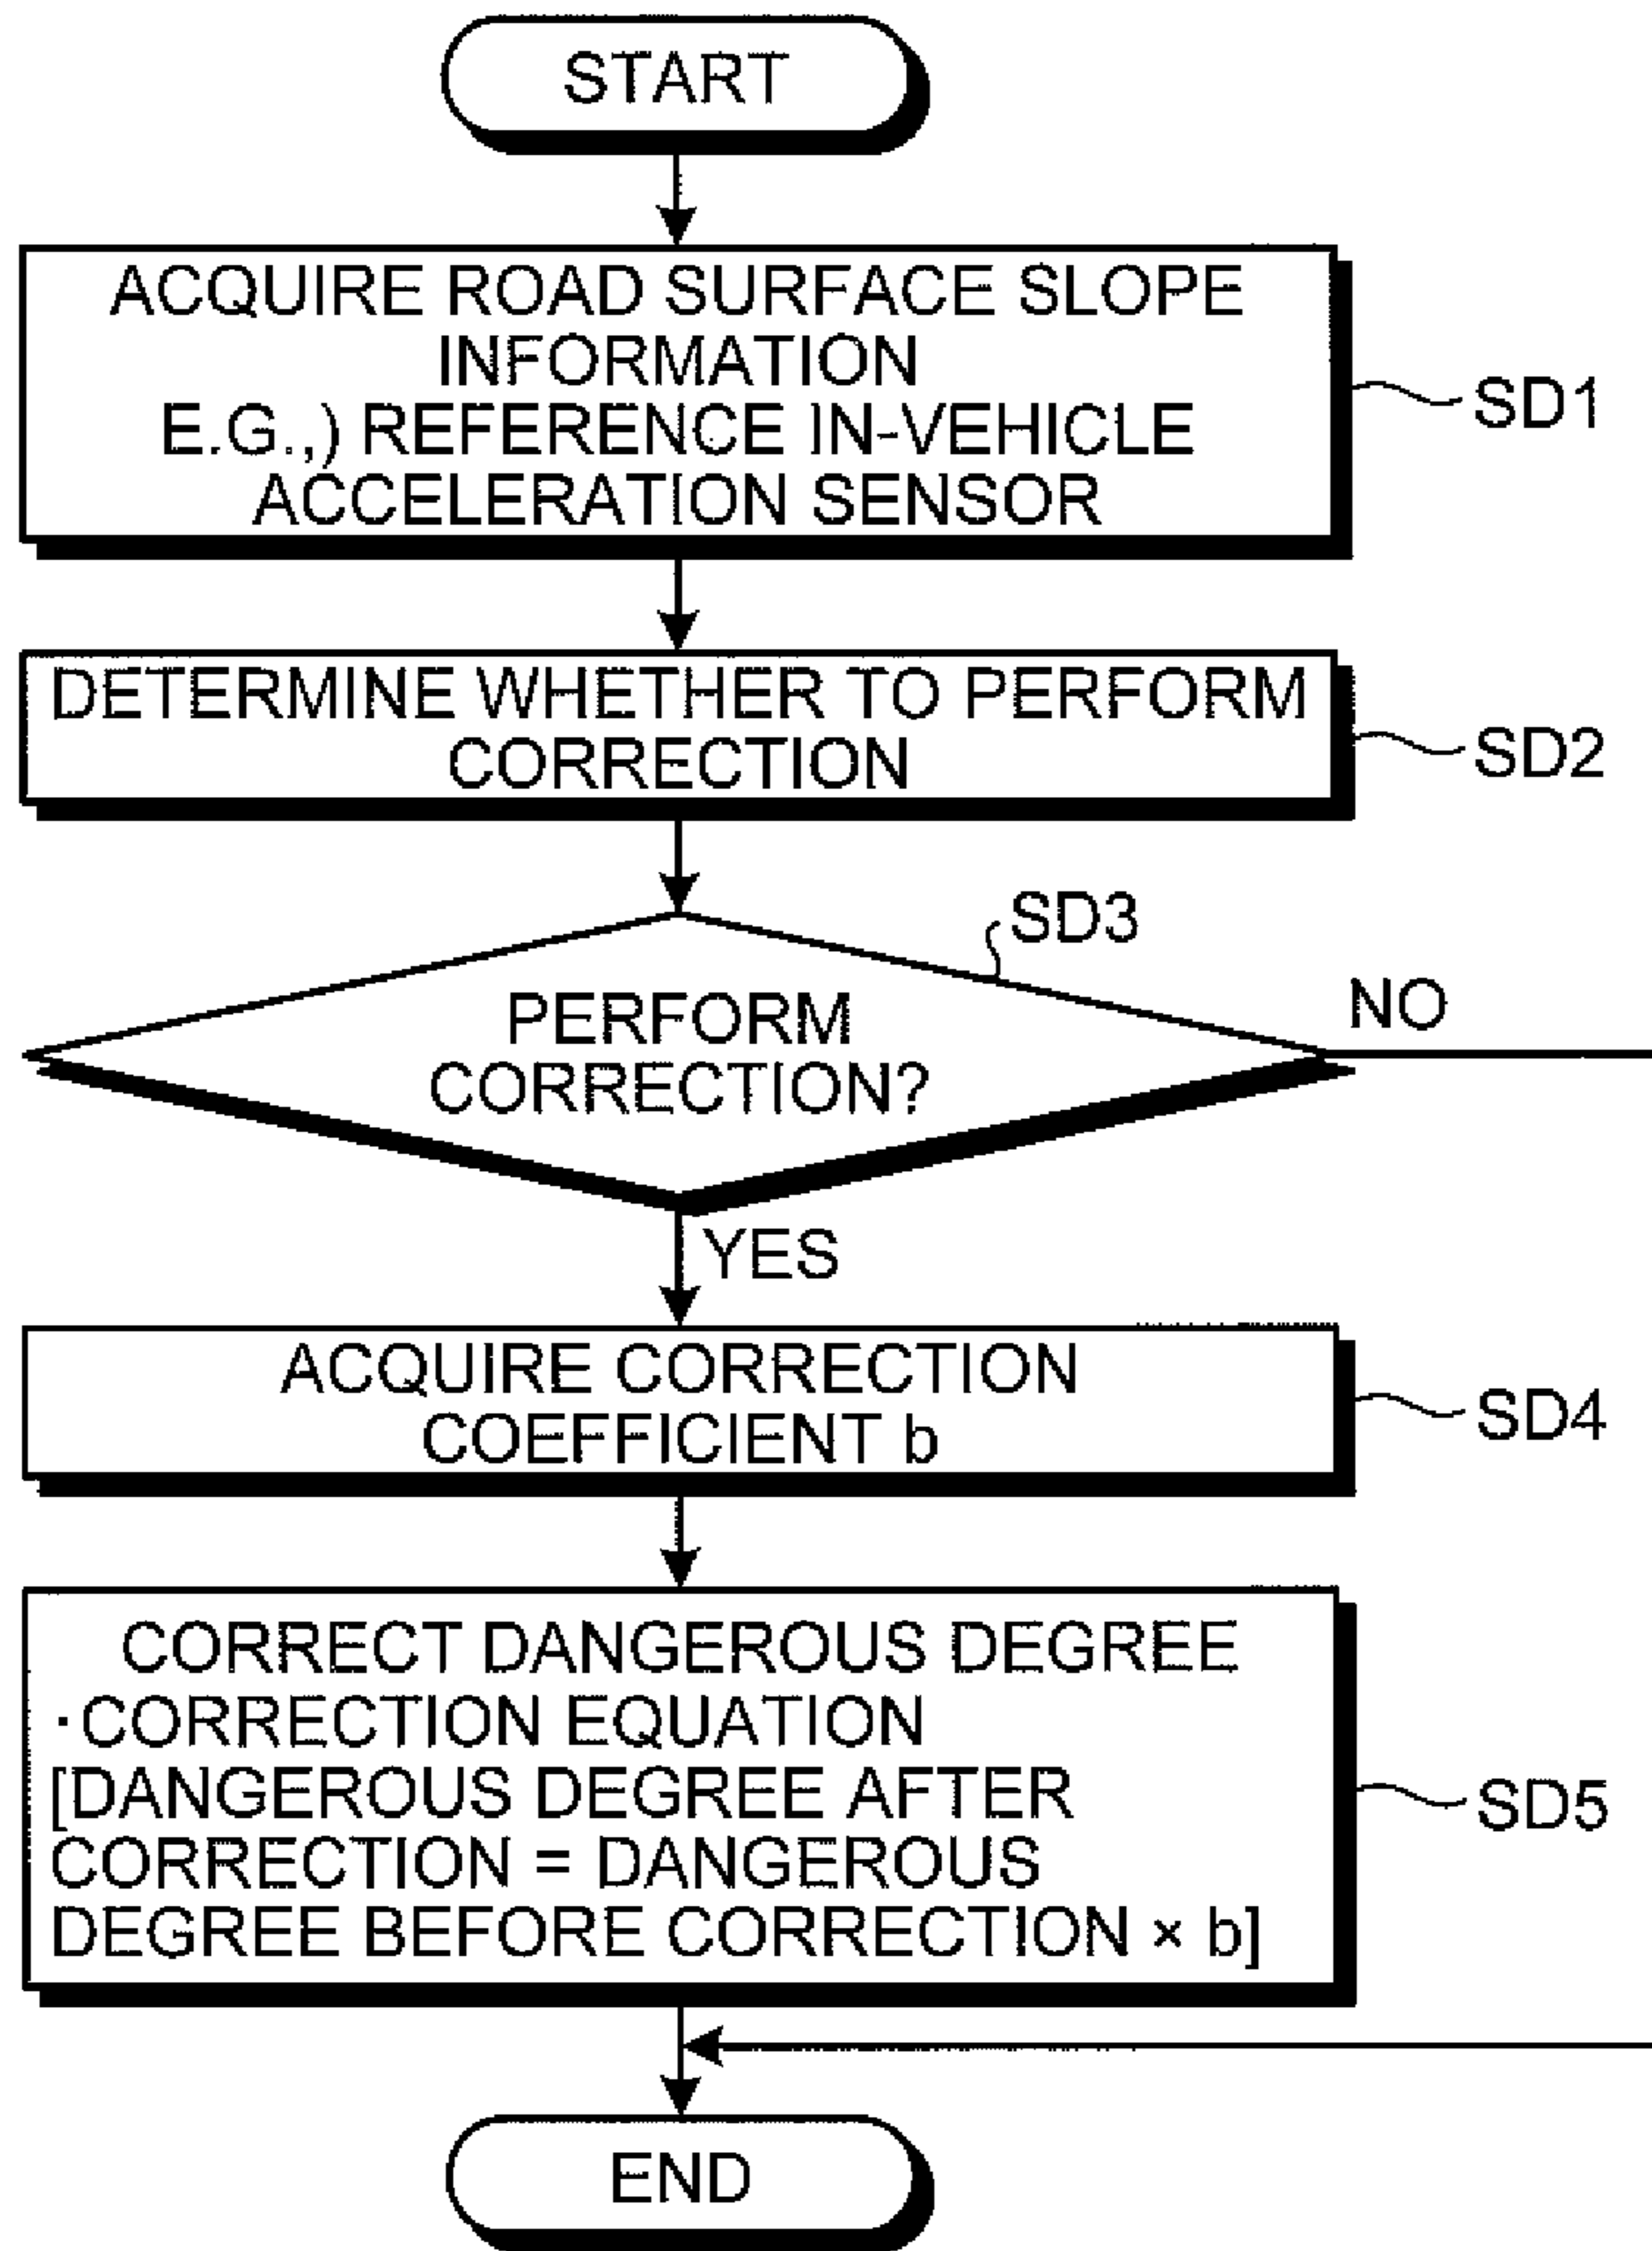 START
ACQUIRE ROAD SURFACE SLOPE
INFORMATION
E.G.,) REFERENCE IN-VEHICLE
ACCELERATION SENSOR
SD1
DETERMINE WHETHER TO PERFORM
CORRECTION
SD2
SD3
PERFORM
CORRECTION?
NO
YES
ACQUIRE CORRECTION
COEFFICIENT b
SD4
CORRECT DANGEROUS DEGREE
·CORRECTION EQUATION
[DANGEROUS DEGREE AFTER
CORRECTION = DANGEROUS
DEGREE BEFORE CORRECTION × b]
SD5
END